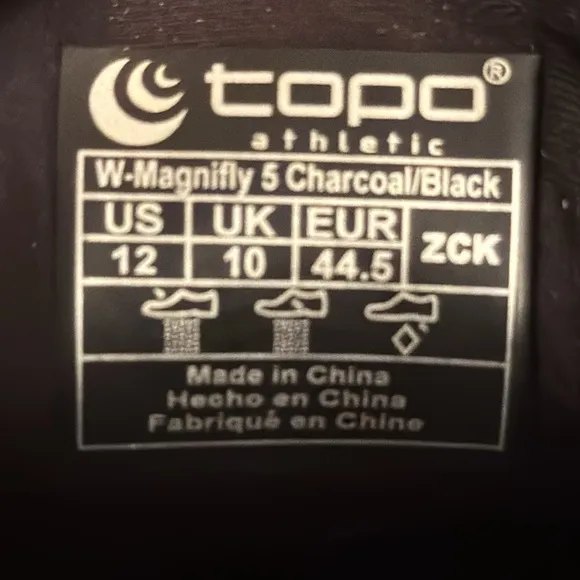 topo®
athletic
W-Magnifly 5 Charcoal/Black
US UK EUR ZCK
12 10 44.5
Made in China
Hecho en China
Fabriqué en Chine